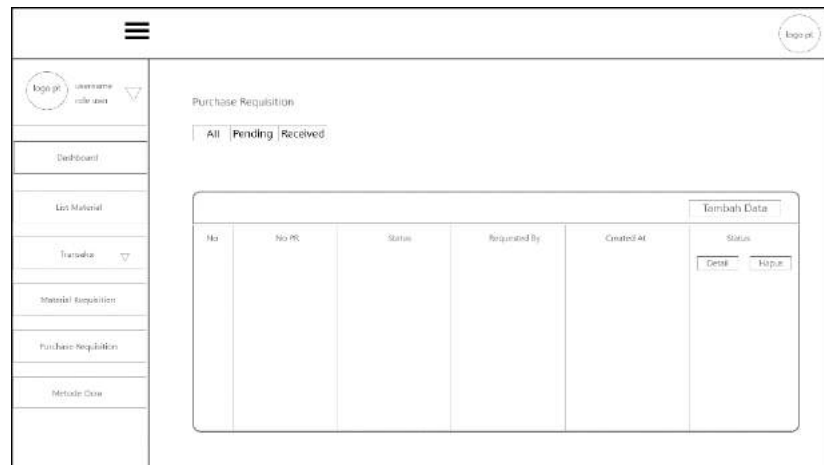 logo pt
logo pt
username
role user
Purchase Requisition
All Pending Received
Dashboard
Tambah Data
List Material
No No PR Status Requested By Created At Status
Transaksi
Detail Hapus
Material Requisition
Purchase Requisition
Metode